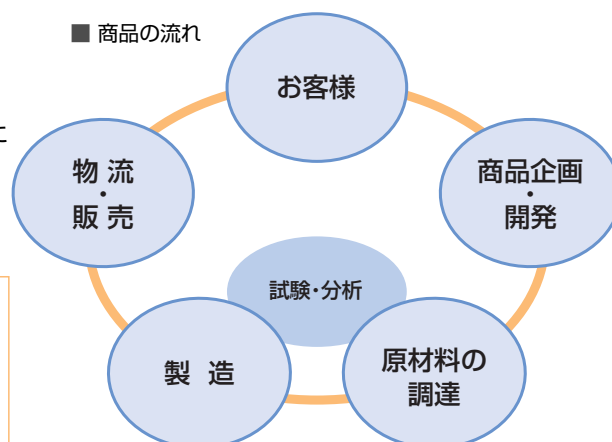 ■ 商品の流れ
お客様
に
物 流
・
販 売
商品企画
・
開発
試験・分析
製 造
原材料の
調達